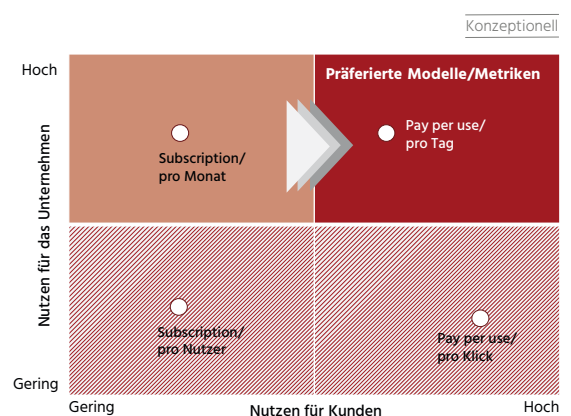 Konzeptionell
Hoch
Präferierte Modelle/Metriken
Pay per use/
pro Tag
Subscription/
pro Monat
Nutzen für das Unternehmen
Subscription/
pro Nutzer
Pay per use/
pro Klick
Gering
Gering
Nutzen für Kunden
Hoch